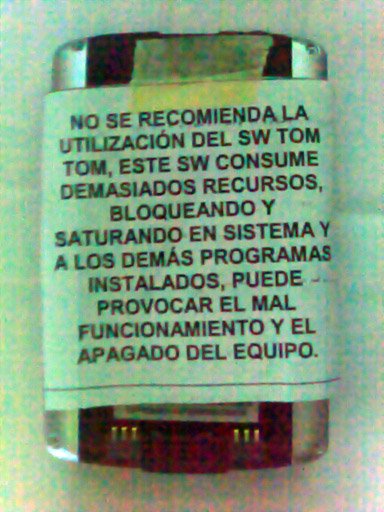 NO SE RECOMIENDA LA
UTILIZACIÓN DEL SW TOM
TOM, ESTE SW CONSUME
DEMASIADOS RECURSOS,
BLOQUEANDO Y
SATURANDO EN SISTEMA Y
A LOS DEMÁS PROGRAMAS
INSTALADOS, PUEDE
PROVOCAR EL MAL
FUNCIONAMIENTO Y EL
APAGADO DEL EQUIPO.